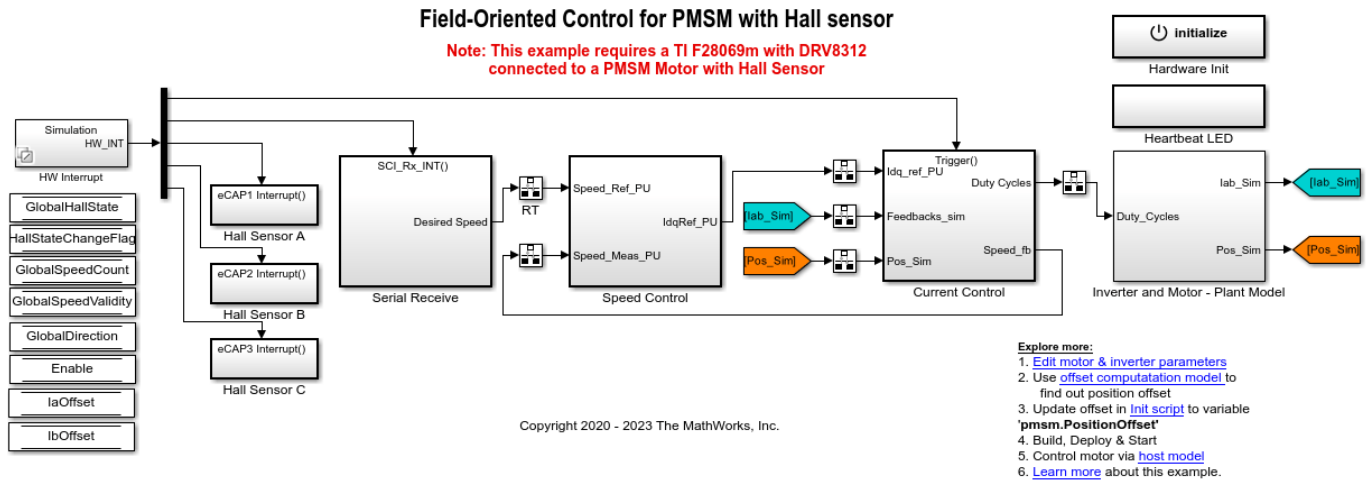 Field-Oriented Control for PMSM with Hall sensor
Note: This example requires a TI F28069m with DRV8312
connected to a PMSM Motor with Hall Sensor
initialize
Hardware Init
Heartbeat LED
Simulation
HW_INT
HW Interrupt
GlobalHallState
HallStateChangeFlag
GlobalSpeedCount
GlobalSpeedValidity
GlobalDirection
Enable
IaOffset
IbOffset
eCAP1 Interrupt()
Hall Sensor A
eCAP2 Interrupt()
Hall Sensor B
eCAP3 Interrupt()
Hall Sensor C
SCI_Rx_INT()
Desired Speed
Serial Receive
RT
Speed_Ref_PU
IdqRef_PU
Speed_Meas_PU
Speed Control
[Iab_Sim]
[Pos_Sim]
Trigger()
Idq_ref_PU
Duty Cycles
Feedbacks_sim
Speed_fb
Pos_Sim
Current Control
Iab_Sim
Duty_Cycles
Pos_Sim
Inverter and Motor - Plant Model
[Iab_Sim]
[Pos_Sim]
Explore more:
1. Edit motor & inverter parameters
2. Use offset computatation model to
find out position offset
3. Update offset in Init script to variable
'pmsm.PositionOffset'
4. Build, Deploy & Start
5. Control motor via host model
6. Learn more about this example.
Copyright 2020 - 2023 The MathWorks, Inc.